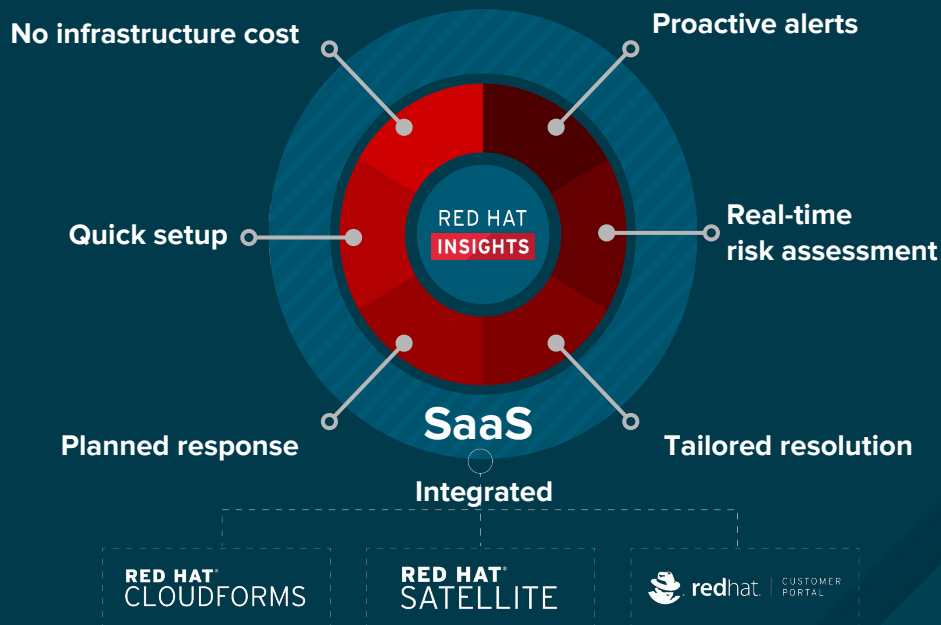 No infrastructure cost
Proactive alerts
Quick setup
RED HAT
INSIGHTS
Real-time
risk assessment
Planned response
SaaS
Tailored resolution
Integrated
RED HAT®
CLOUDFORMS
RED HAT®
SATELLITE
redhat.
CUSTOMER
PORTAL